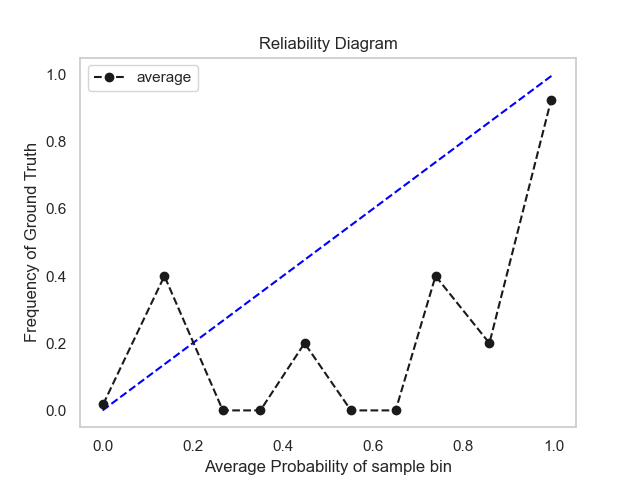 Reliability Diagram
average
1.0
0.8
0.6
0.4
0.2
0.0
Frequency of Ground Truth
0.0 0.2 0.4 0.6 0.8 1.0
Average Probability of sample bin